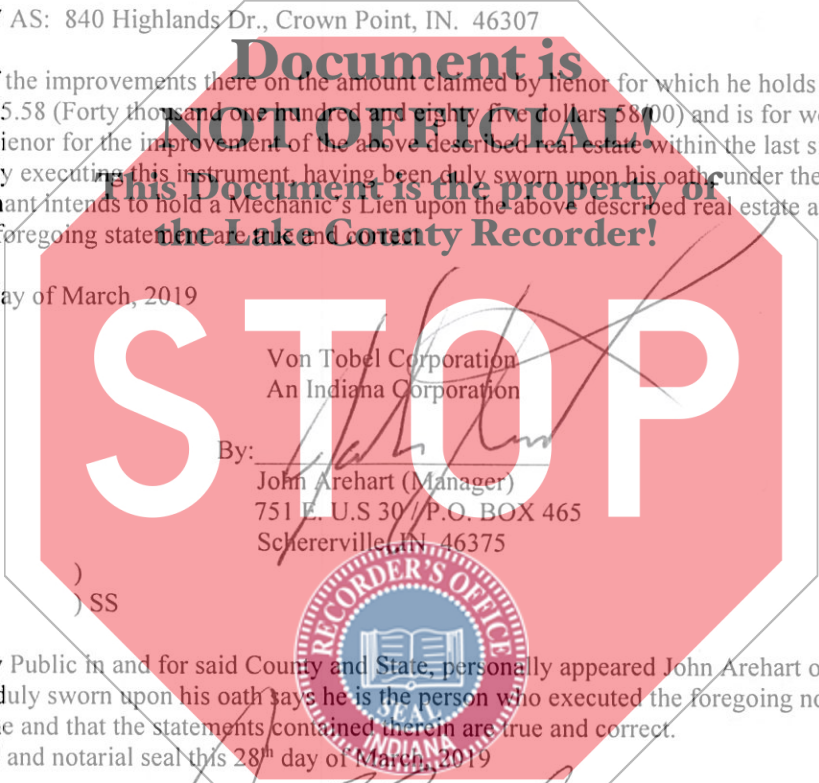 AS: 840 Highlands Dr., Crown Point, IN. 46307
Document is
the improvements there on the amount claimed by lienor for which he holds
NOT OFFICIAL!
5.58 (Forty thousand one hundred and eighty five dollars 58/00) and is for
ienor for the improvement of the above described real estate within the last s
y executing this instrument, having been duly sworn upon his oath under the
This Document is the property of
ant intends to hold a Mechanic's Lien upon the above described real estate a
the Lake County Recorder!
foregoing statement are true and correct
ay of March, 2019
STOP
Von Tobel Corporation
An Indiana Corporation
By:
John Arehart (Manager)
751 E. U.S 30 / P.O. BOX 465
Schererville, IN 46375
)
) SS
RECORDER'S OFFICE
SEAL
INDIANA
Public in and for said County and State, personally appeared John Arehart o
duly sworn upon his oath says he is the person who executed the foregoing no
e and that the statements contained therein are true and correct.
and notarial seal this 28th day of March, 2019